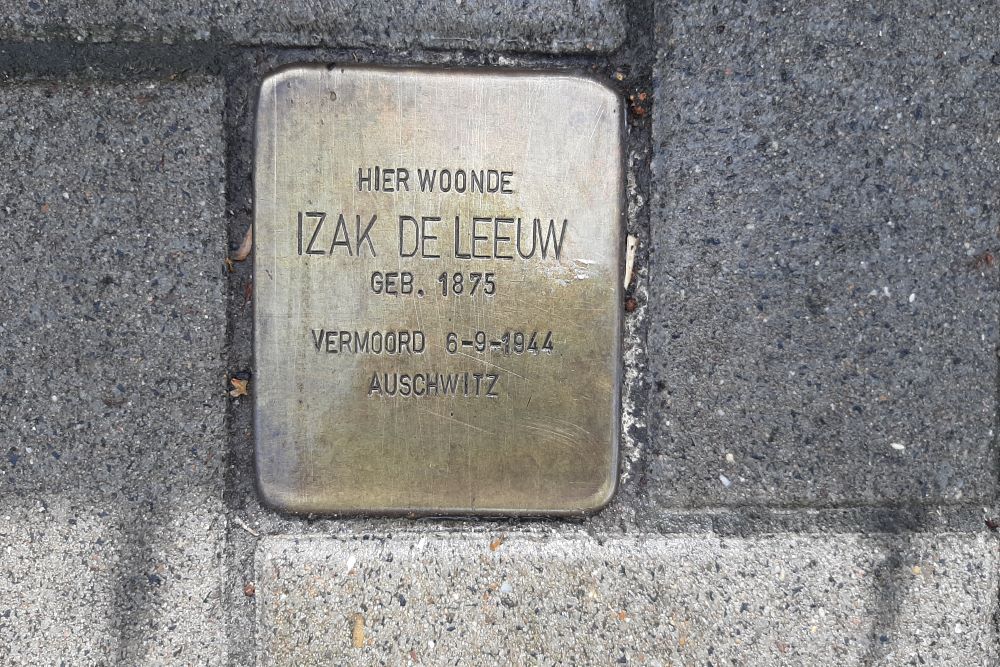 HIER WOONDE
IZAK DE LEEUW
GEB. 1875
VERMOORD 6-9-1944
AUSCHWITZ